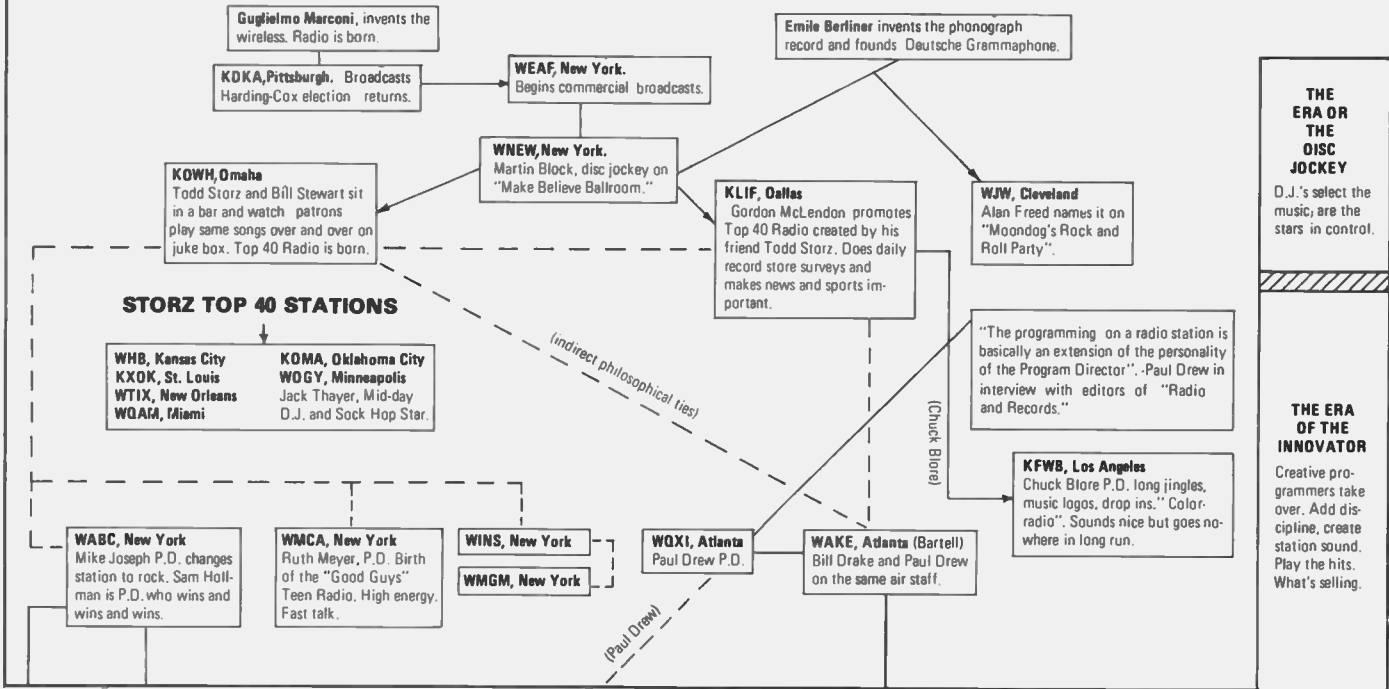 Guglielmo Marconi, invents the
wireless. Radio is born.
Emile Berliner invents the phonograph
record and founds Deutsche Grammaphone.
KDKA,Pittsburgh. Broadcasts
Harding-Cox election returns.
WEAF, New York.
Begins commercial broadcasts.
WNEW, New York.
Martin Block, disc jockey on
"Make Believe Ballroom."
KOWH, Omaha
Todd Storz and Bill Stewart sit
in a bar and watch patrons
play same songs over and over on
juke box. Top 40 Radio is born.
KLIF, Dallas
Gordon McLendon promotes
Top 40 Radio created by his
friend Todd Storz. Does daily
record store surveys and
makes news and sports im-
portant.
WJW, Cleveland
Alan Freed names it on
"Moondog's Rock and
Roll Party".
THE
ERA OR
THE
DISC
JOCKEY
D.J.'s select the
music; are the
stars in control.
STORZ TOP 40 STATIONS
WHB, Kansas City
KXOK, St. Louis
WTIX, New Orleans
WQAM, Miami
KOMA, Oklahoma City
WOGY, Minneapolis
Jack Thayer, Mid-day
D.J. and Sock Hop Star.
(indirect philosophical ties)
(Chuck Blore)
"The programming on a radio station is
basically an extension of the personality
of the Program Director". -Paul Drew in
interview with editors of "Radio
and Records."
KFWB, Los Angeles
Chuck Blore P.D. long jingles,
music logos, drop ins." Color-
radio". Sounds nice but goes no-
where in long run.
THE ERA
OF THE
INNOVATOR
Creative pro-
grammers take
over. Add dis-
cipline, create
station sound.
Play the hits.
What's selling.
WABC, New York
Mike Joseph P.D. changes
station to rock. Sam Holl-
man is P.D. who wins and
wins and wins.
WMCA, New York
Ruth Meyer, P.D. Birth
of the "Good Guys"
Teen Radio. High energy.
Fast talk.
WINS, New York
WMGM, New York
WQXI, Atlanta
Paul Drew P.D.
WAKE, Atlanta (Bartell)
Bill Drake and Paul Drew
on the same air staff.
(Paul Drew)